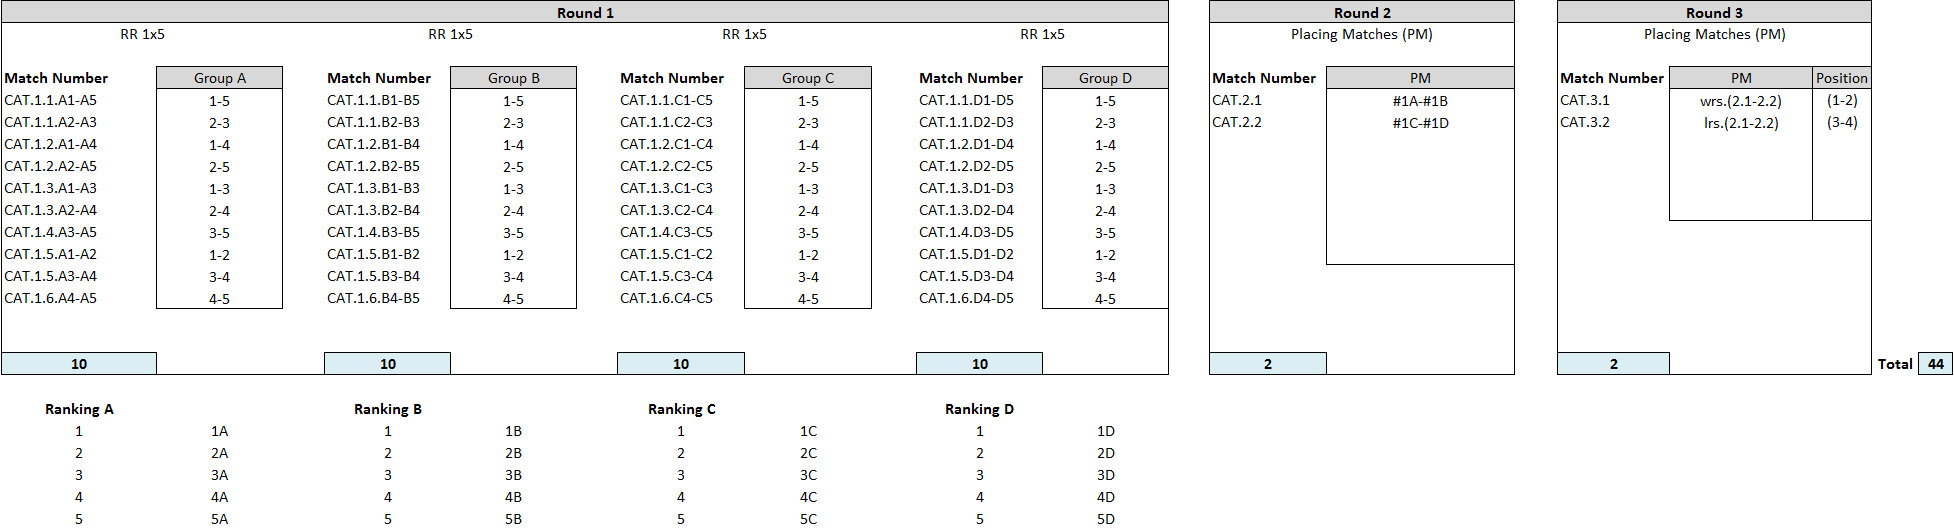 Round 1 Round 2 Round 3
RR 1x5 RR 1x5 RR 1x5 RR 1x5 Placing Matches (PM) Placing Matches (PM)
Match Number Group A Match Number Group B Match Number Group C Match Number Group D Match Number PM Match Number PM Position
CAT.1.1.A1-A5 1-5 CAT.1.1.B1-B5 1-5 CAT.1.1.C1-C5 1-5 CAT.1.1.D1-D5 1-5 CAT.2.1 #1A-#1B CAT.3.1 wrs.(2.1-2.2) (1-2)
CAT.1.1.A2-A3 2-3 CAT.1.1.B2-B3 2-3 CAT.1.1.C2-C3 2-3 CAT.1.1.D2-D3 2-3 CAT.2.2 #1C-#1D CAT.3.2 lrs.(2.1-2.2) (3-4)
CAT.1.2.A1-A4 1-4 CAT.1.2.B1-B4 1-4 CAT.1.2.C1-C4 1-4 CAT.1.2.D1-D4 1-4
CAT.1.2.A2-A5 2-5 CAT.1.2.B2-B5 2-5 CAT.1.2.C2-C5 2-5 CAT.1.2.D2-D5 2-5
CAT.1.3.A1-A3 1-3 CAT.1.3.B1-B3 1-3 CAT.1.3.C1-C3 1-3 CAT.1.3.D1-D3 1-3
CAT.1.3.A2-A4 2-4 CAT.1.3.B2-B4 2-4 CAT.1.3.C2-C4 2-4 CAT.1.3.D2-D4 2-4
CAT.1.4.A3-A5 3-5 CAT.1.4.B3-B5 3-5 CAT.1.4.C3-C5 3-5 CAT.1.4.D3-D5 3-5
CAT.1.5.A1-A2 1-2 CAT.1.5.B1-B2 1-2 CAT.1.5.C1-C2 1-2 CAT.1.5.D1-D2 1-2
CAT.1.5.A3-A4 3-4 CAT.1.5.B3-B4 3-4 CAT.1.5.C3-C4 3-4 CAT.1.5.D3-D4 3-4
CAT.1.6.A4-A5 4-5 CAT.1.6.B4-B5 4-5 CAT.1.6.C4-C5 4-5 CAT.1.6.D4-D5 4-5
10 10 10 10 2 2 Total 44
Ranking A Ranking B Ranking C Ranking D
1 1A 1 1B 1 1C 1 1D
2 2A 2 2B 2 2C 2 2D
3 3A 3 3B 3 3C 3 3D
4 4A 4 4B 4 4C 4 4D
5 5A 5 5B 5 5C 5 5D